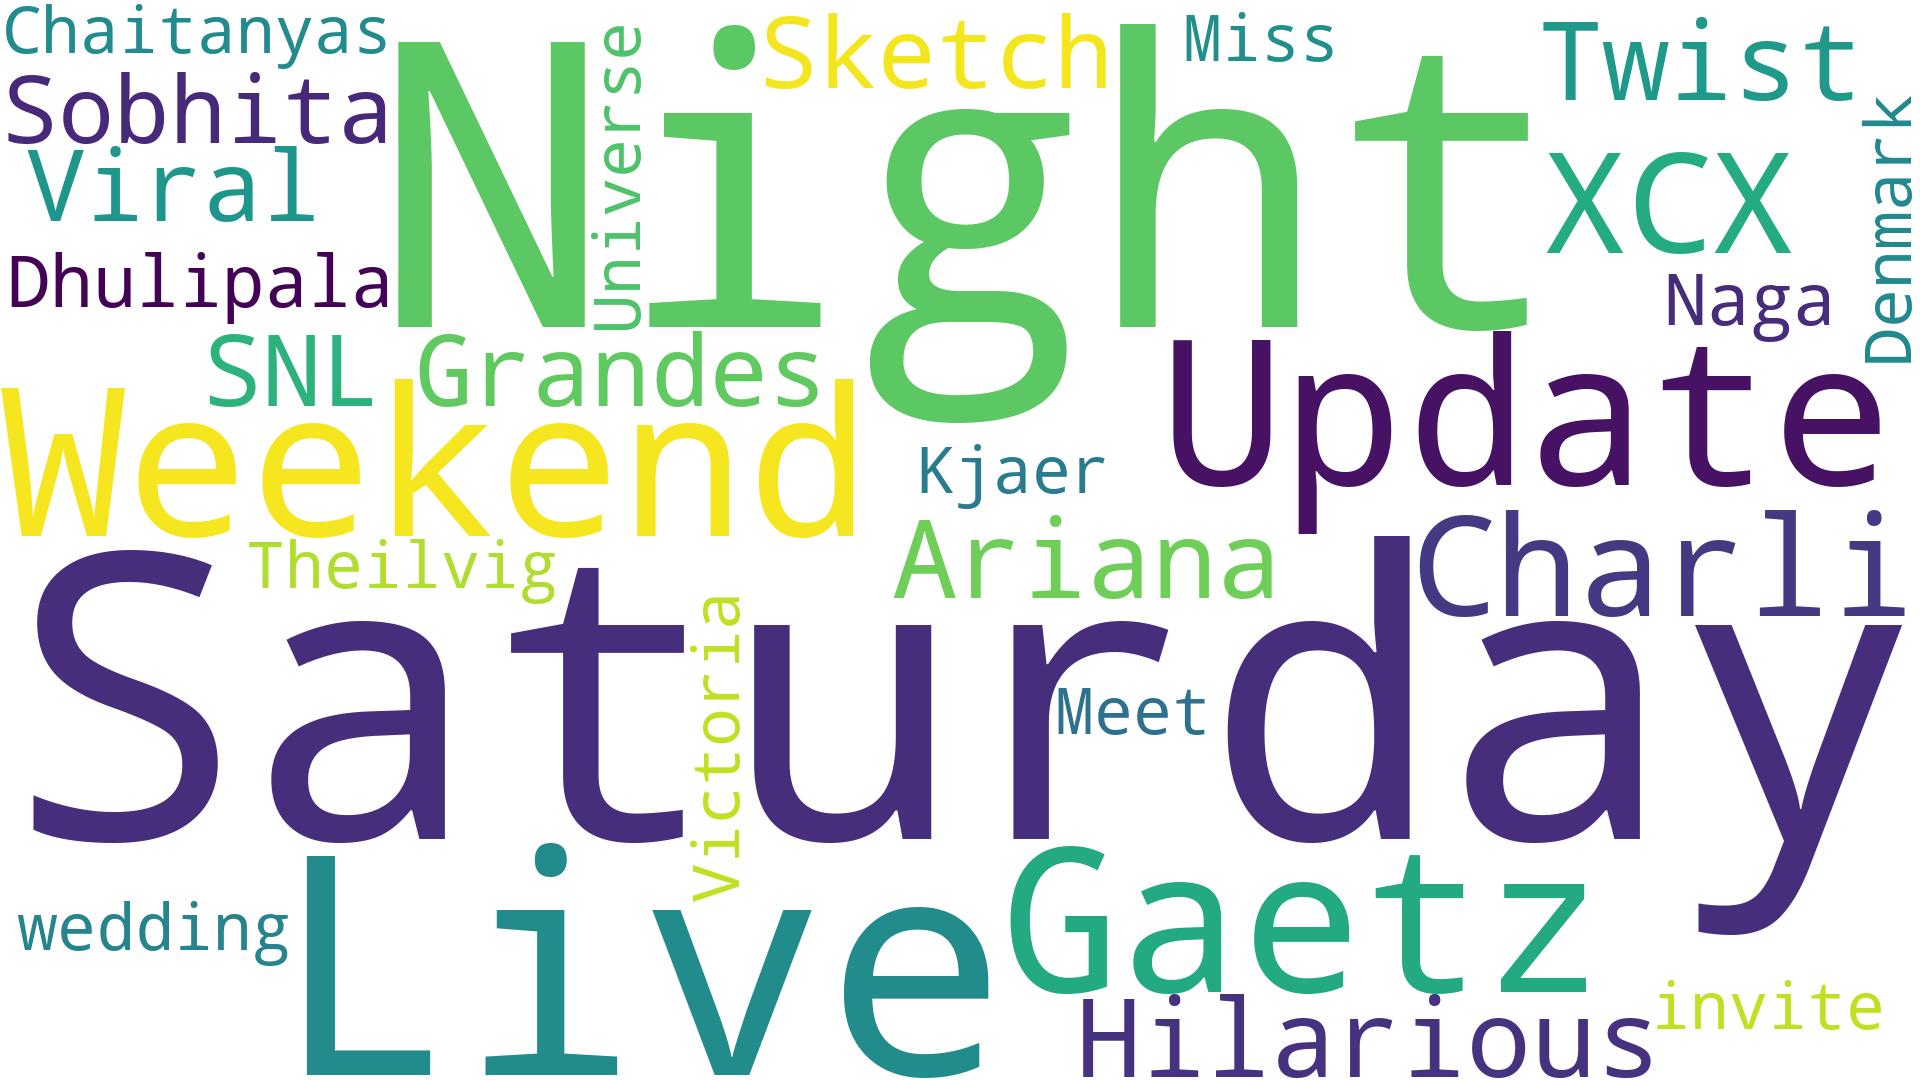 Chaitanyas
Sobhita
Viral
Dhulipala
Night
Universe
Sketch
Miss
Twist
XCX
Denmark
Naga
SNL
Grandes
Weekend
Update
Kjaer
Ariana
Charli
Theilvig
Saturday
Victoria
Meet
wedding
Live
Gaetz
Hilarious
invite